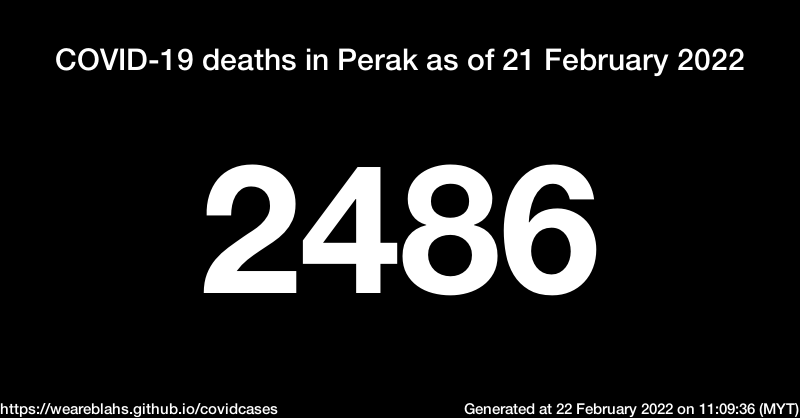 COVID-19 deaths in Perak as of 21 February 2022
2486
https://weareblahs.github.io/covidcases
Generated at 22 February 2022 on 11:09:36 (MYT)